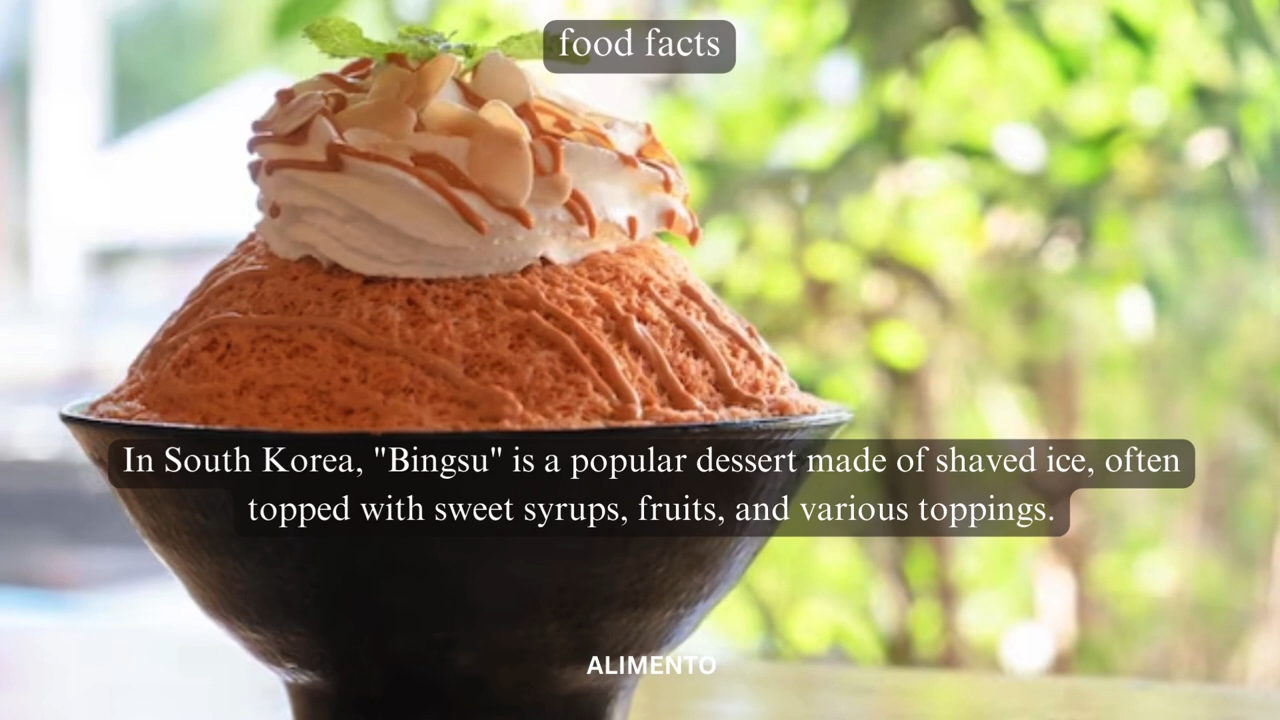 food facts
In South Korea, "Bingsu" is a popular dessert made of shaved ice, often
topped with sweet syrups, fruits, and various toppings.
ALIMENTO